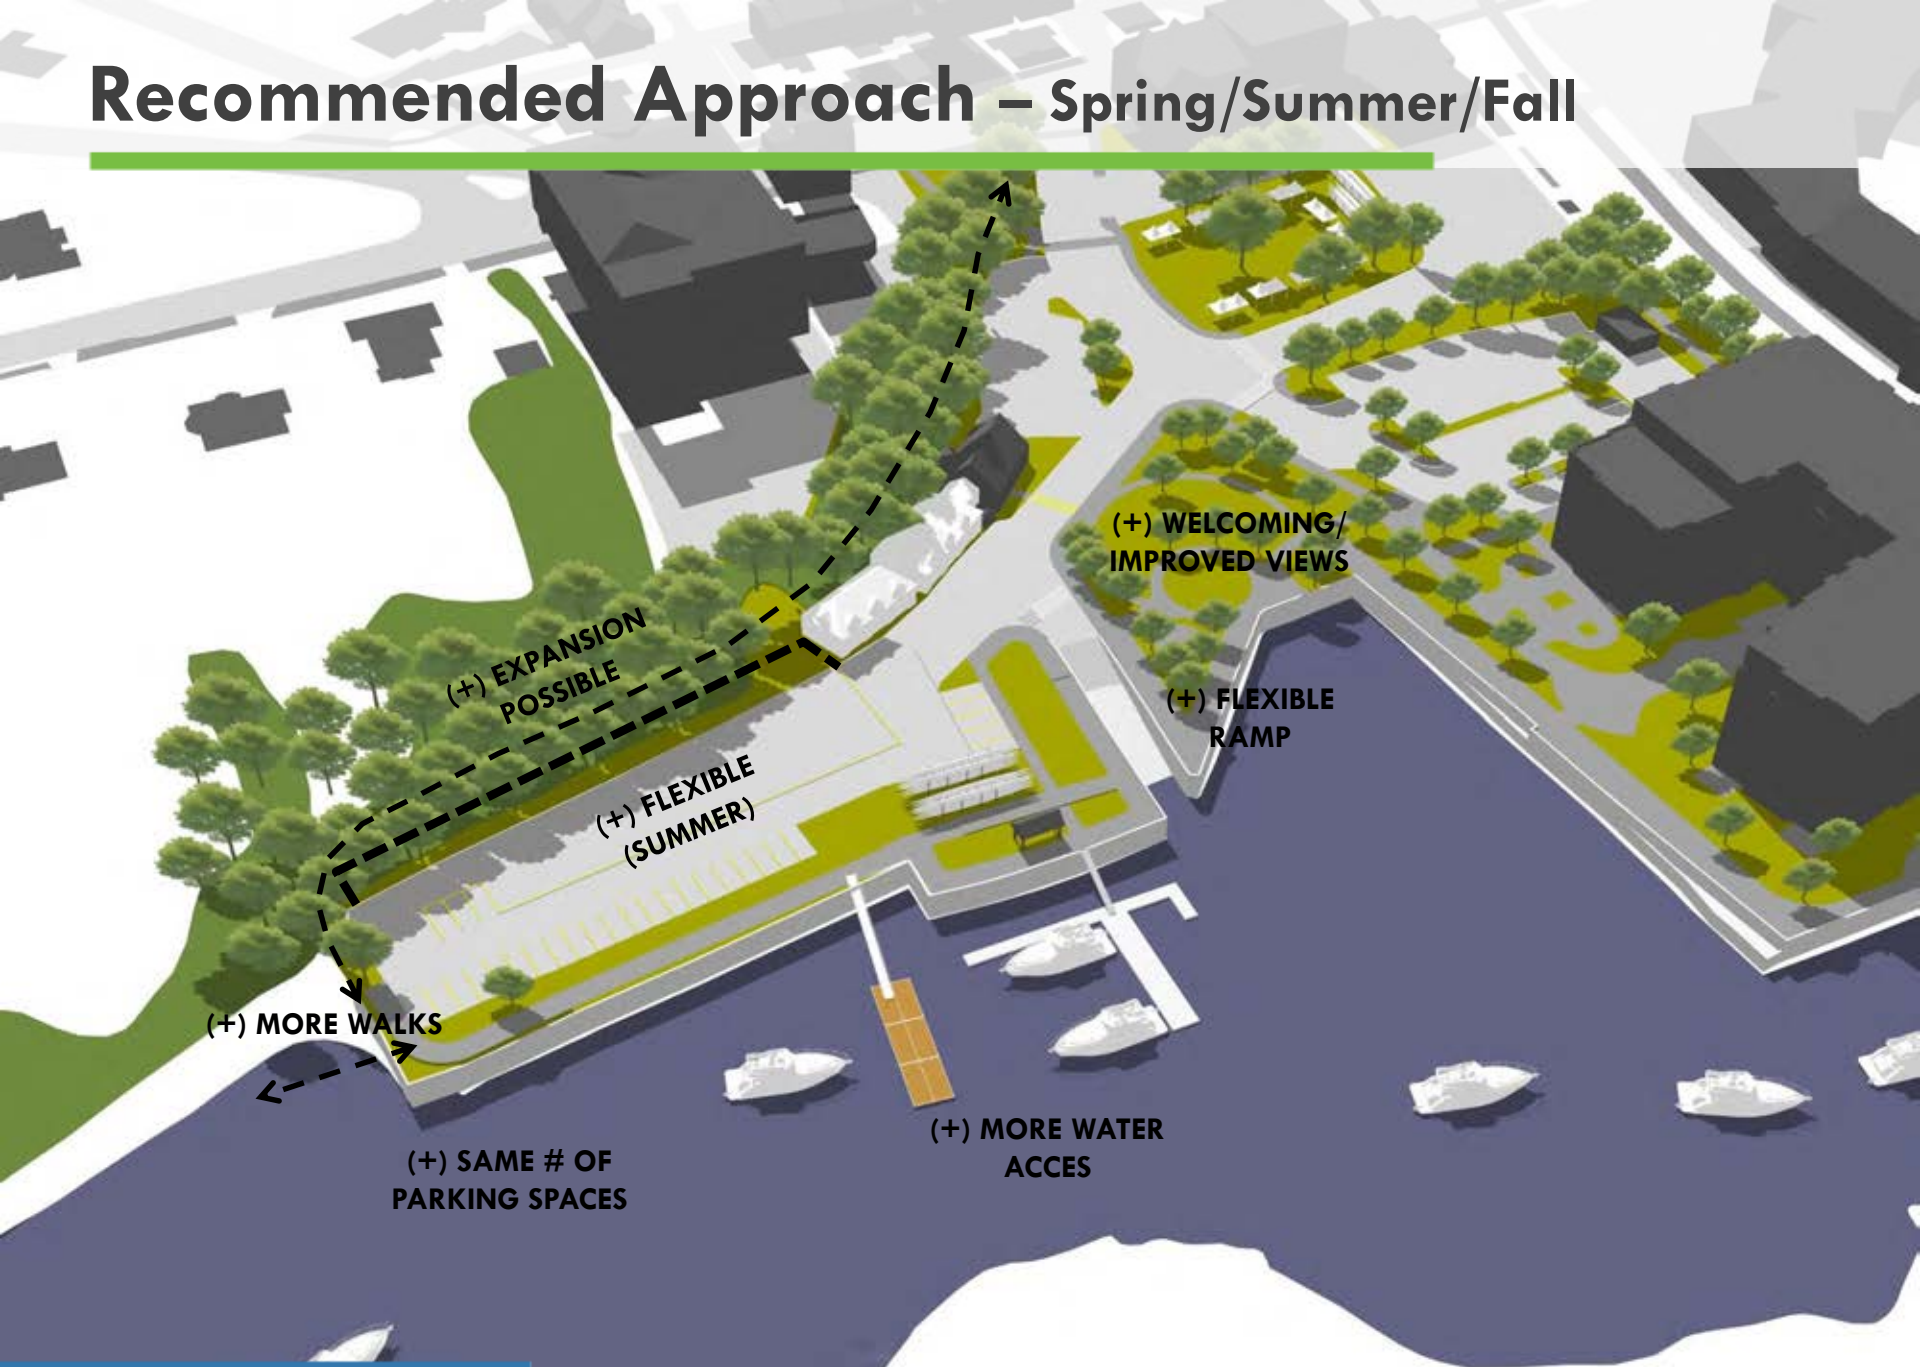 Recommended Approach – Spring/Summer/Fall
(+) WELCOMING/
IMPROVED VIEWS
(+) EXPANSION
POSSIBLE
(+) FLEXIBLE
RAMP
(+) FLEXIBLE
(SUMMER)
(+) MORE WALKS
(+) MORE WATER
ACCES
(+) SAME # OF
PARKING SPACES